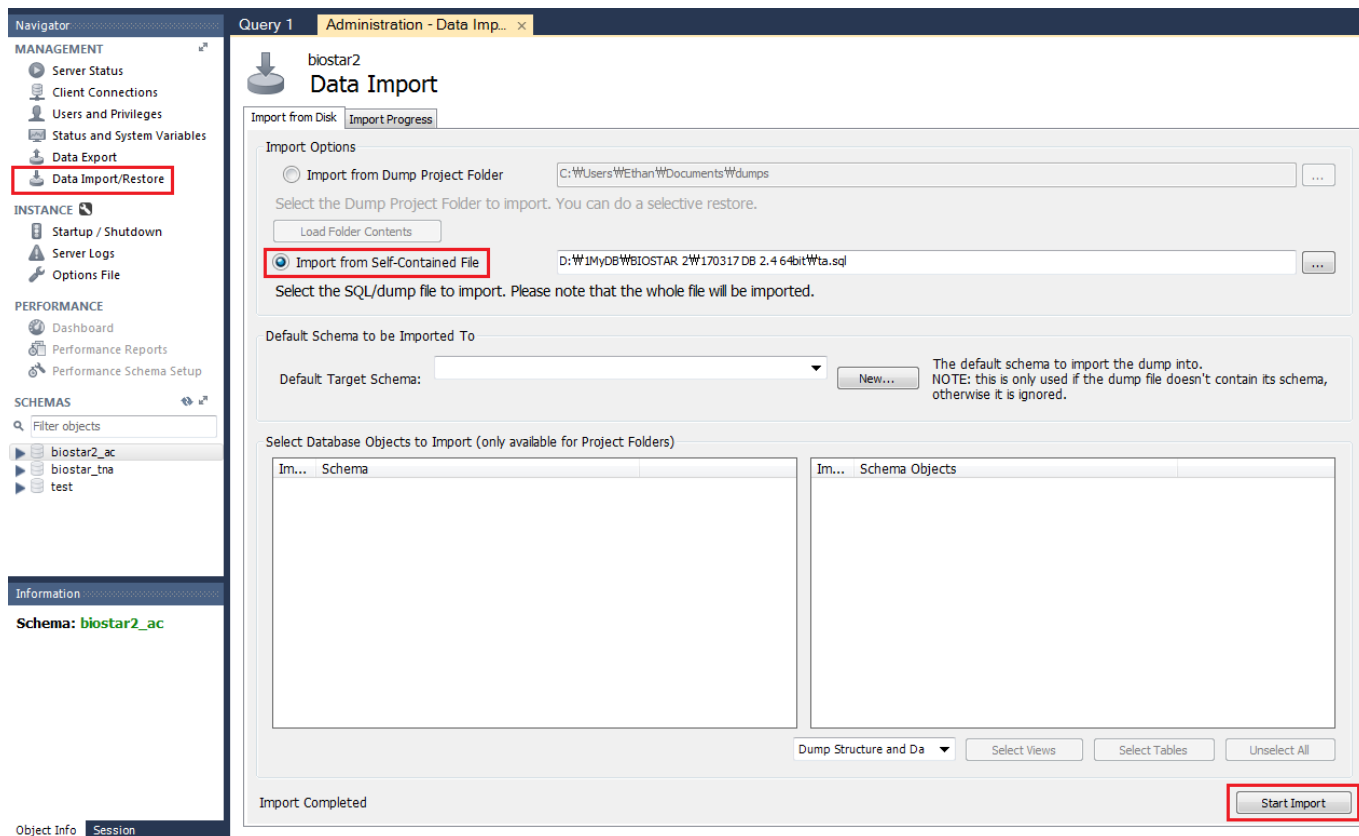 Navigator
MANAGEMENT
Server Status
Client Connections
Users and Privileges
Status and System Variables
Data Export
Data Import/Restore
INSTANCE
Startup / Shutdown
Server Logs
Options File
PERFORMANCE
Dashboard
Performance Reports
Performance Schema Setup
SCHEMAS
Filter objects
biostar2_ac
biostar_tna
test
Information
Schema: biostar2_ac
Object Info Session
Query 1 Administration - Data Imp... ×
biostar2
Data Import
Import from Disk Import Progress
Import Options
Import from Dump Project Folder C:₩Users₩Ethan₩Documents₩dumps ...
Select the Dump Project Folder to import. You can do a selective restore.
Load Folder Contents
Import from Self-Contained File D:₩1MyDB₩BIOSTAR 2₩170317 DB 2.4 64bit₩ta.sql ...
Select the SQL/dump file to import. Please note that the whole file will be imported.
Default Schema to be Imported To
Default Target Schema: New...
The default schema to import the dump into.
NOTE: this is only used if the dump file doesn't contain its schema,
otherwise it is ignored.
Select Database Objects to Import (only available for Project Folders)
Im... Schema Im... Schema Objects
Dump Structure and Da Select Views Select Tables Unselect All
Import Completed Start Import